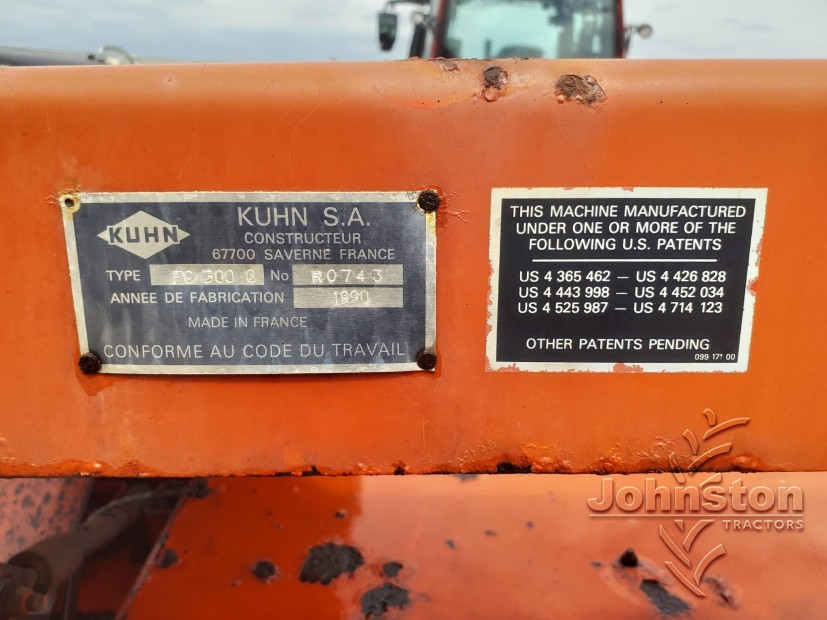 KUHN
KUHN S.A.
CONSTRUCTEUR
67700 SAVERNE FRANCE
TYPE FC 300 G No R0743
ANNEE DE FABRICATION 1990
MADE IN FRANCE
CONFORME AU CODE DU TRAVAIL
THIS MACHINE MANUFACTURED
UNDER ONE OR MORE OF THE
FOLLOWING U.S. PATENTS
US 4 365 462 — US 4 426 828
US 4 443 998 — US 4 452 034
US 4 525 987 — US 4 714 123
OTHER PATENTS PENDING
099 171 00
Johnston
TRACTORS